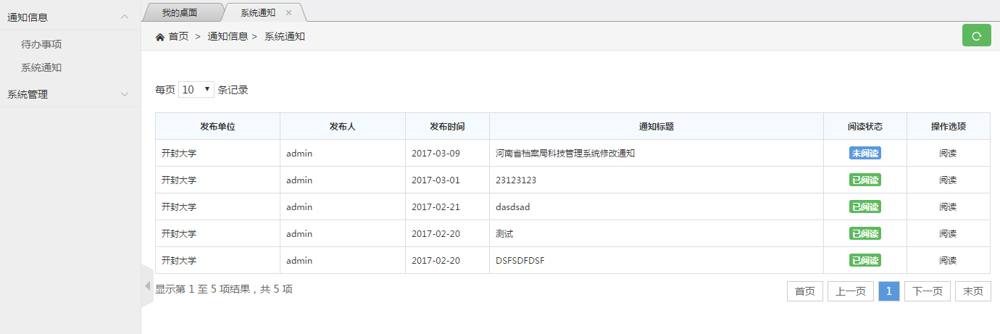 通知信息
待办事项
系统通知
系统管理
我的桌面 系统通知 ×
首页 > 通知信息 > 系统通知
每页 10 条记录
发布单位 发布人 发布时间 通知标题 阅读状态 操作选项
开封大学 admin 2017-03-09 河南省档案局科技管理系统修改通知 未阅读 阅读
开封大学 admin 2017-03-01 23123123 已阅读 阅读
开封大学 admin 2017-02-21 dasdsad 已阅读 阅读
开封大学 admin 2017-02-20 测试 已阅读 阅读
开封大学 admin 2017-02-20 DSFSDFDSF 已阅读 阅读
显示第 1 至 5 项结果，共 5 项
首页 上一页 1 下一页 末页